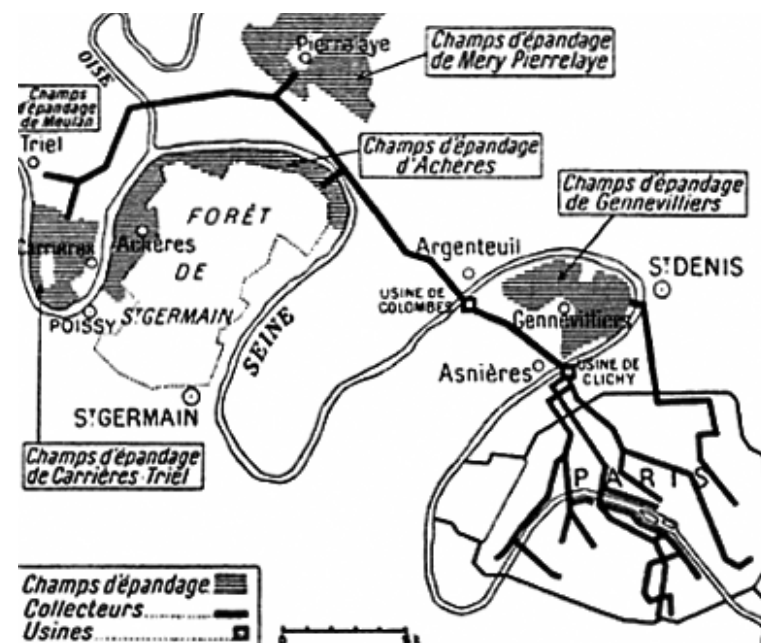 Pierrelaye
Champs d'épandage
de Mery Pierrelaye
OISE
Champs
d'épandage
de Meulan
Triel
Champs d'épandage
d'Achères
Champs d'épandage
de Gennevilliers
FORÊT
DE
ST GERMAIN
Achères
Carrières
POISSY
SEINE
Argenteuil
ST DENIS
USINE DE
COLOMBES
Gennevilliers
Asnières
USINE DE
CLICHY
ST GERMAIN
Champs d'épandage
de Carrières-Triel
PARIS
Champs d'épandage
Collecteurs
Usines